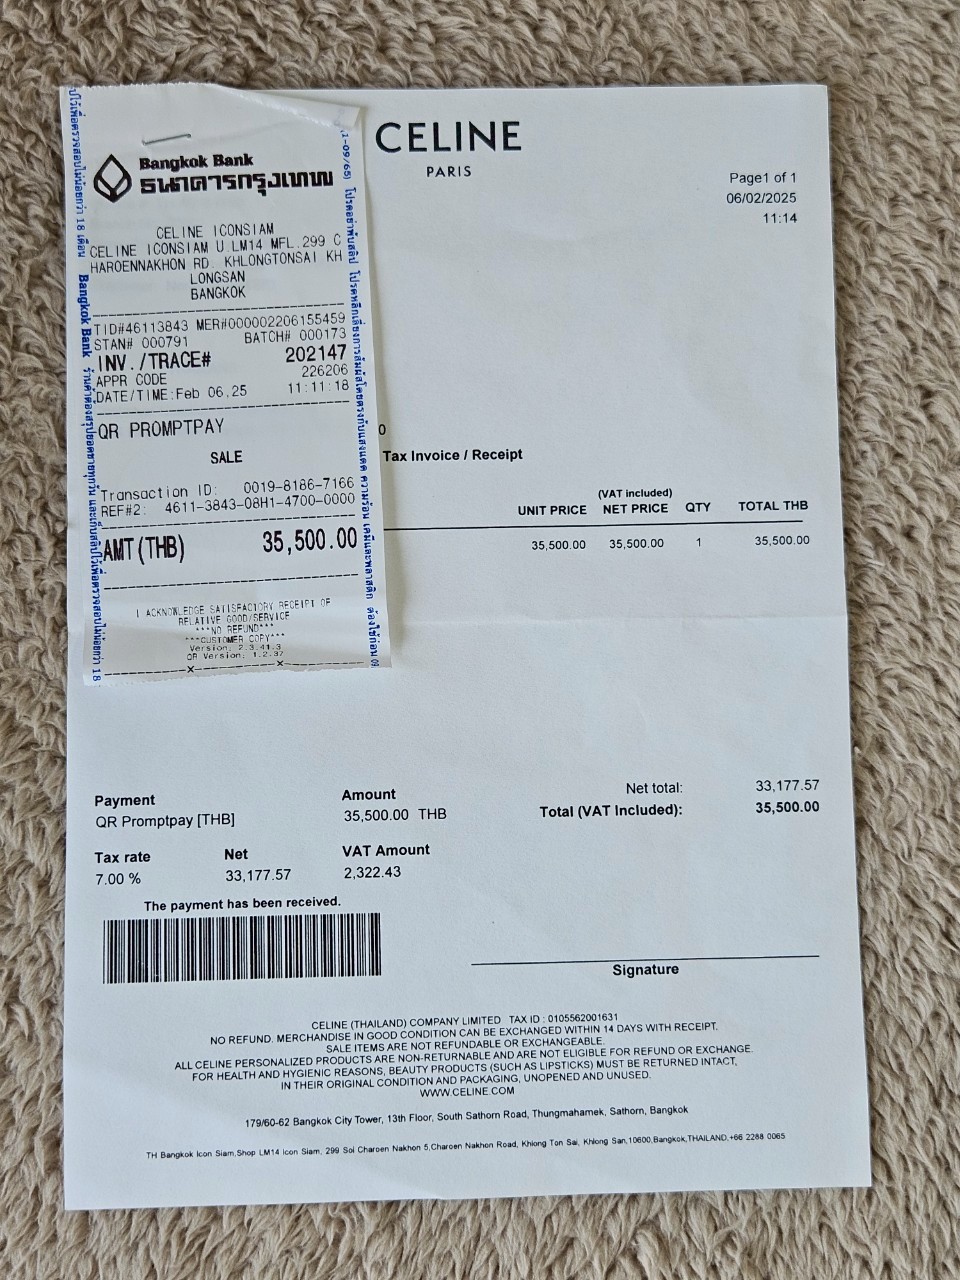 Bangkok Bank
ธนาคารกรุงเทพ
CELINE ICONSIAM
CELINE ICONSIAM U.LM14 MFL.299 C
HAROENNAKHON RD. KHLONGTONSAI KH
LONGSAN
BANGKOK
TID#46113843 MER#000002206155459
STAN# 000791 BATCH# 000173
INV./TRACE# 202147
APPR CODE 226206
DATE/TIME:Feb 06,25 11:11:18
QR PROMPTPAY
SALE
Transaction ID: 0019-8186-7166
REF#2: 4611-3843-08H1-4700-0000
AMT(THB) 35,500.00
I ACKNOWLEDGE SATISFACTORY RECEIPT OF
RELATIVE GOOD/SERVICE
***NO REFUND***
***CUSTOMER COPY***
Version: 2.3.41.3
QR Version: 1.2.37
Bangkok Bank
CELINE
PARIS
Page1 of 1
06/02/2025
11:14
0
Tax Invoice / Receipt
(VAT included)
UNIT PRICE NET PRICE QTY TOTAL THB
35,500.00 35,500.00 1 35,500.00
Payment Amount
QR Promptpay [THB] 35,500.00 THB
Net total: 33,177.57
Total (VAT Included): 35,500.00
Tax rate Net VAT Amount
7.00 % 33,177.57 2,322.43
The payment has been received.
Signature
CELINE (THAILAND) COMPANY LIMITED TAX ID : 0105562001631
NO REFUND. MERCHANDISE IN GOOD CONDITION CAN BE EXCHANGED WITHIN 14 DAYS WITH RECEIPT.
SALE ITEMS ARE NOT REFUNDABLE OR EXCHANGEABLE.
ALL CELINE PERSONALIZED PRODUCTS ARE NON-RETURNABLE AND ARE NOT ELIGIBLE FOR REFUND OR EXCHANGE.
FOR HEALTH AND HYGIENIC REASONS, BEAUTY PRODUCTS (SUCH AS LIPSTICKS) MUST BE RETURNED INTACT,
IN THEIR ORIGINAL CONDITION AND PACKAGING, UNOPENED AND UNUSED.
WWW.CELINE.COM
179/60-62 Bangkok City Tower, 13th Floor, South Sathorn Road, Thungmahamek, Sathorn, Bangkok
TH Bangkok Icon Siam,Shop LM14 Icon Siam, 299 Soi Charoen Nakhon 5,Charoen Nakhon Road, Khlong Ton Sai, Khlong San,10600,Bangkok,THAILAND,+66 2288 0065